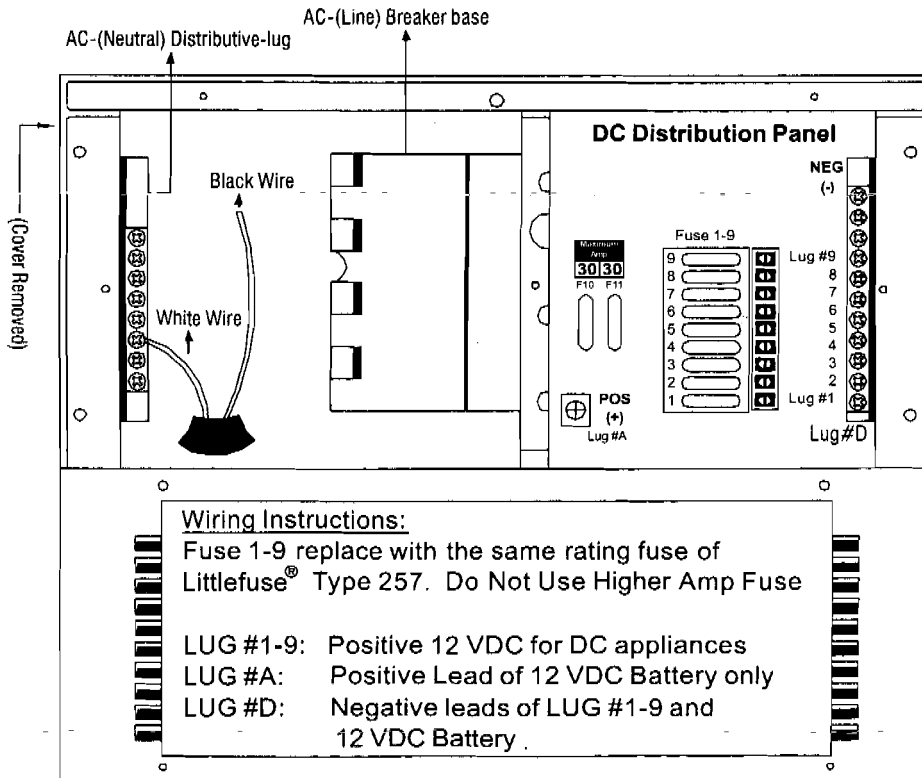 AC-(Line) Breaker base
AC-(Neutral) Distributive-lug
DC Distribution Panel
NEG
(-)
Black Wire
(Cover Removed)
Maximum
Amp
30 30
F10 F11
Fuse 1-9
9 Lug #9
8 8
7 7
6 6
5 5
4 4
3 3
2 2
1 Lug #1
White Wire
POS
(+)
Lug #A
Lug #D
Wiring Instructions:
Fuse 1-9 replace with the same rating fuse of
Littlefuse® Type 257. Do Not Use Higher Amp Fuse
LUG #1-9: Positive 12 VDC for DC appliances
LUG #A: Positive Lead of 12 VDC Battery only
LUG #D: Negative leads of LUG #1-9 and
12 VDC Battery .